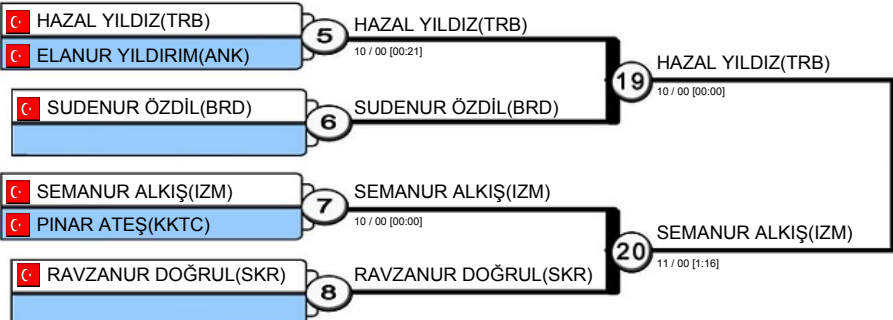 HAZAL YILDIZ(TRB)
ELANUR YILDIRIM(ANK)
5
HAZAL YILDIZ(TRB)
10 / 00 [00:21]
SUDENUR ÖZDİL(BRD)
6
SUDENUR ÖZDİL(BRD)
19
HAZAL YILDIZ(TRB)
10 / 00 [00:00]
SEMANUR ALKIŞ(IZM)
PINAR ATEŞ(KKTC)
7
SEMANUR ALKIŞ(IZM)
10 / 00 [00:00]
RAVZANUR DOĞRUL(SKR)
8
RAVZANUR DOĞRUL(SKR)
20
SEMANUR ALKIŞ(IZM)
11 / 00 [1:16]